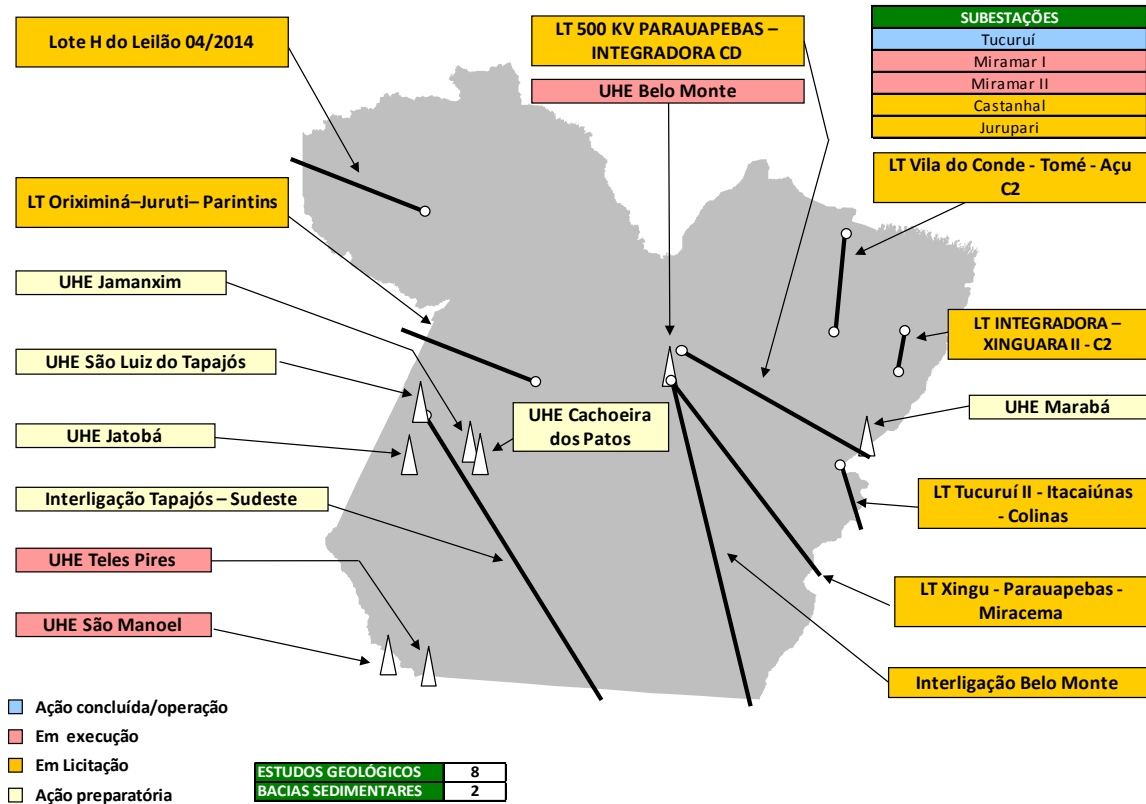 Lote H do Leilão 04/2014
LT 500 KV PARAUAPEBAS –
INTEGRADORA CD
UHE Belo Monte
SUBESTAÇÕES
Tucuruí
Miramar I
Miramar II
Castanhal
Jurupari
LT Vila do Conde - Tomé - Açu
C2
LT Oriximiná–Juruti– Parintins
UHE Jamanxim
LT INTEGRADORA –
XINGUARA II - C2
UHE São Luiz do Tapajós
UHE Cachoeira
dos Patos
UHE Marabá
UHE Jatobá
Interligação Tapajós – Sudeste
LT Tucuruí II - Itacaiúnas
- Colinas
UHE Teles Pires
LT Xingu - Parauapebas -
Miracema
UHE São Manoel
Interligação Belo Monte
Ação concluída/operação
Em execução
Em Licitação
Ação preparatória
ESTUDOS GEOLÓGICOS 8
BACIAS SEDIMENTARES 2